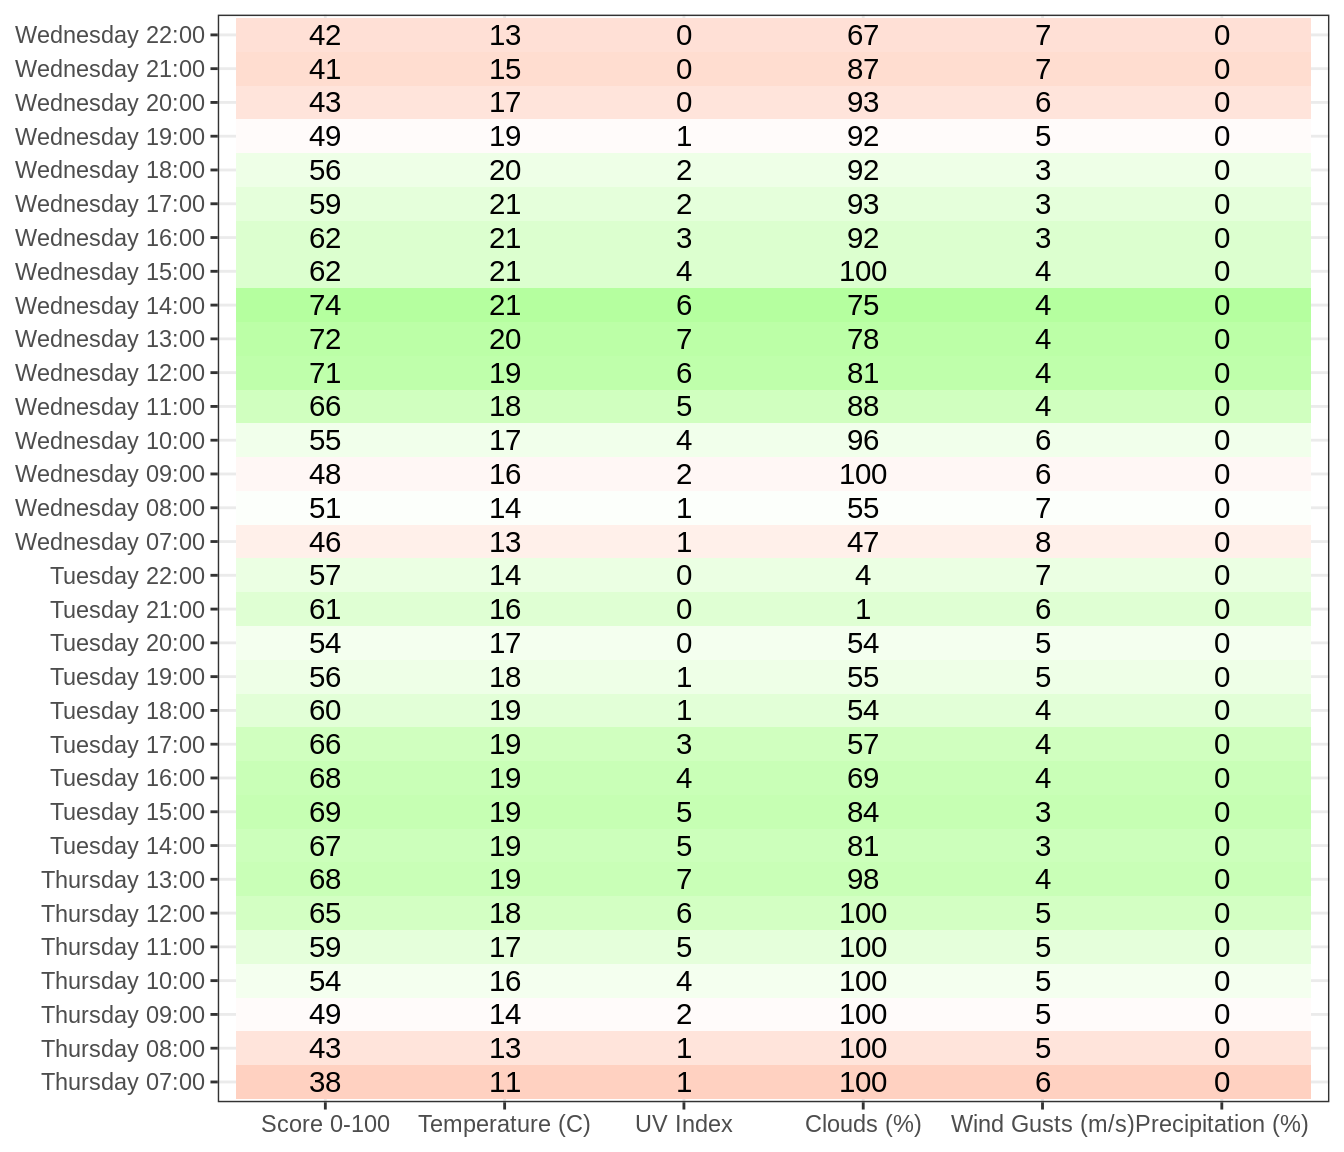 Wednesday 22:00 42 13 0 67 7 0
Wednesday 21:00 41 15 0 87 7 0
Wednesday 20:00 43 17 0 93 6 0
Wednesday 19:00 49 19 1 92 5 0
Wednesday 18:00 56 20 2 92 3 0
Wednesday 17:00 59 21 2 93 3 0
Wednesday 16:00 62 21 3 92 3 0
Wednesday 15:00 62 21 4 100 4 0
Wednesday 14:00 74 21 6 75 4 0
Wednesday 13:00 72 20 7 78 4 0
Wednesday 12:00 71 19 6 81 4 0
Wednesday 11:00 66 18 5 88 4 0
Wednesday 10:00 55 17 4 96 6 0
Wednesday 09:00 48 16 2 100 6 0
Wednesday 08:00 51 14 1 55 7 0
Wednesday 07:00 46 13 1 47 8 0
Tuesday 22:00 57 14 0 4 7 0
Tuesday 21:00 61 16 0 1 6 0
Tuesday 20:00 54 17 0 54 5 0
Tuesday 19:00 56 18 1 55 5 0
Tuesday 18:00 60 19 1 54 4 0
Tuesday 17:00 66 19 3 57 4 0
Tuesday 16:00 68 19 4 69 4 0
Tuesday 15:00 69 19 5 84 3 0
Tuesday 14:00 67 19 5 81 3 0
Thursday 13:00 68 19 7 98 4 0
Thursday 12:00 65 18 6 100 5 0
Thursday 11:00 59 17 5 100 5 0
Thursday 10:00 54 16 4 100 5 0
Thursday 09:00 49 14 2 100 5 0
Thursday 08:00 43 13 1 100 5 0
Thursday 07:00 38 11 1 100 6 0
Score 0-100 Temperature (C) UV Index Clouds (%) Wind Gusts (m/s) Precipitation (%)